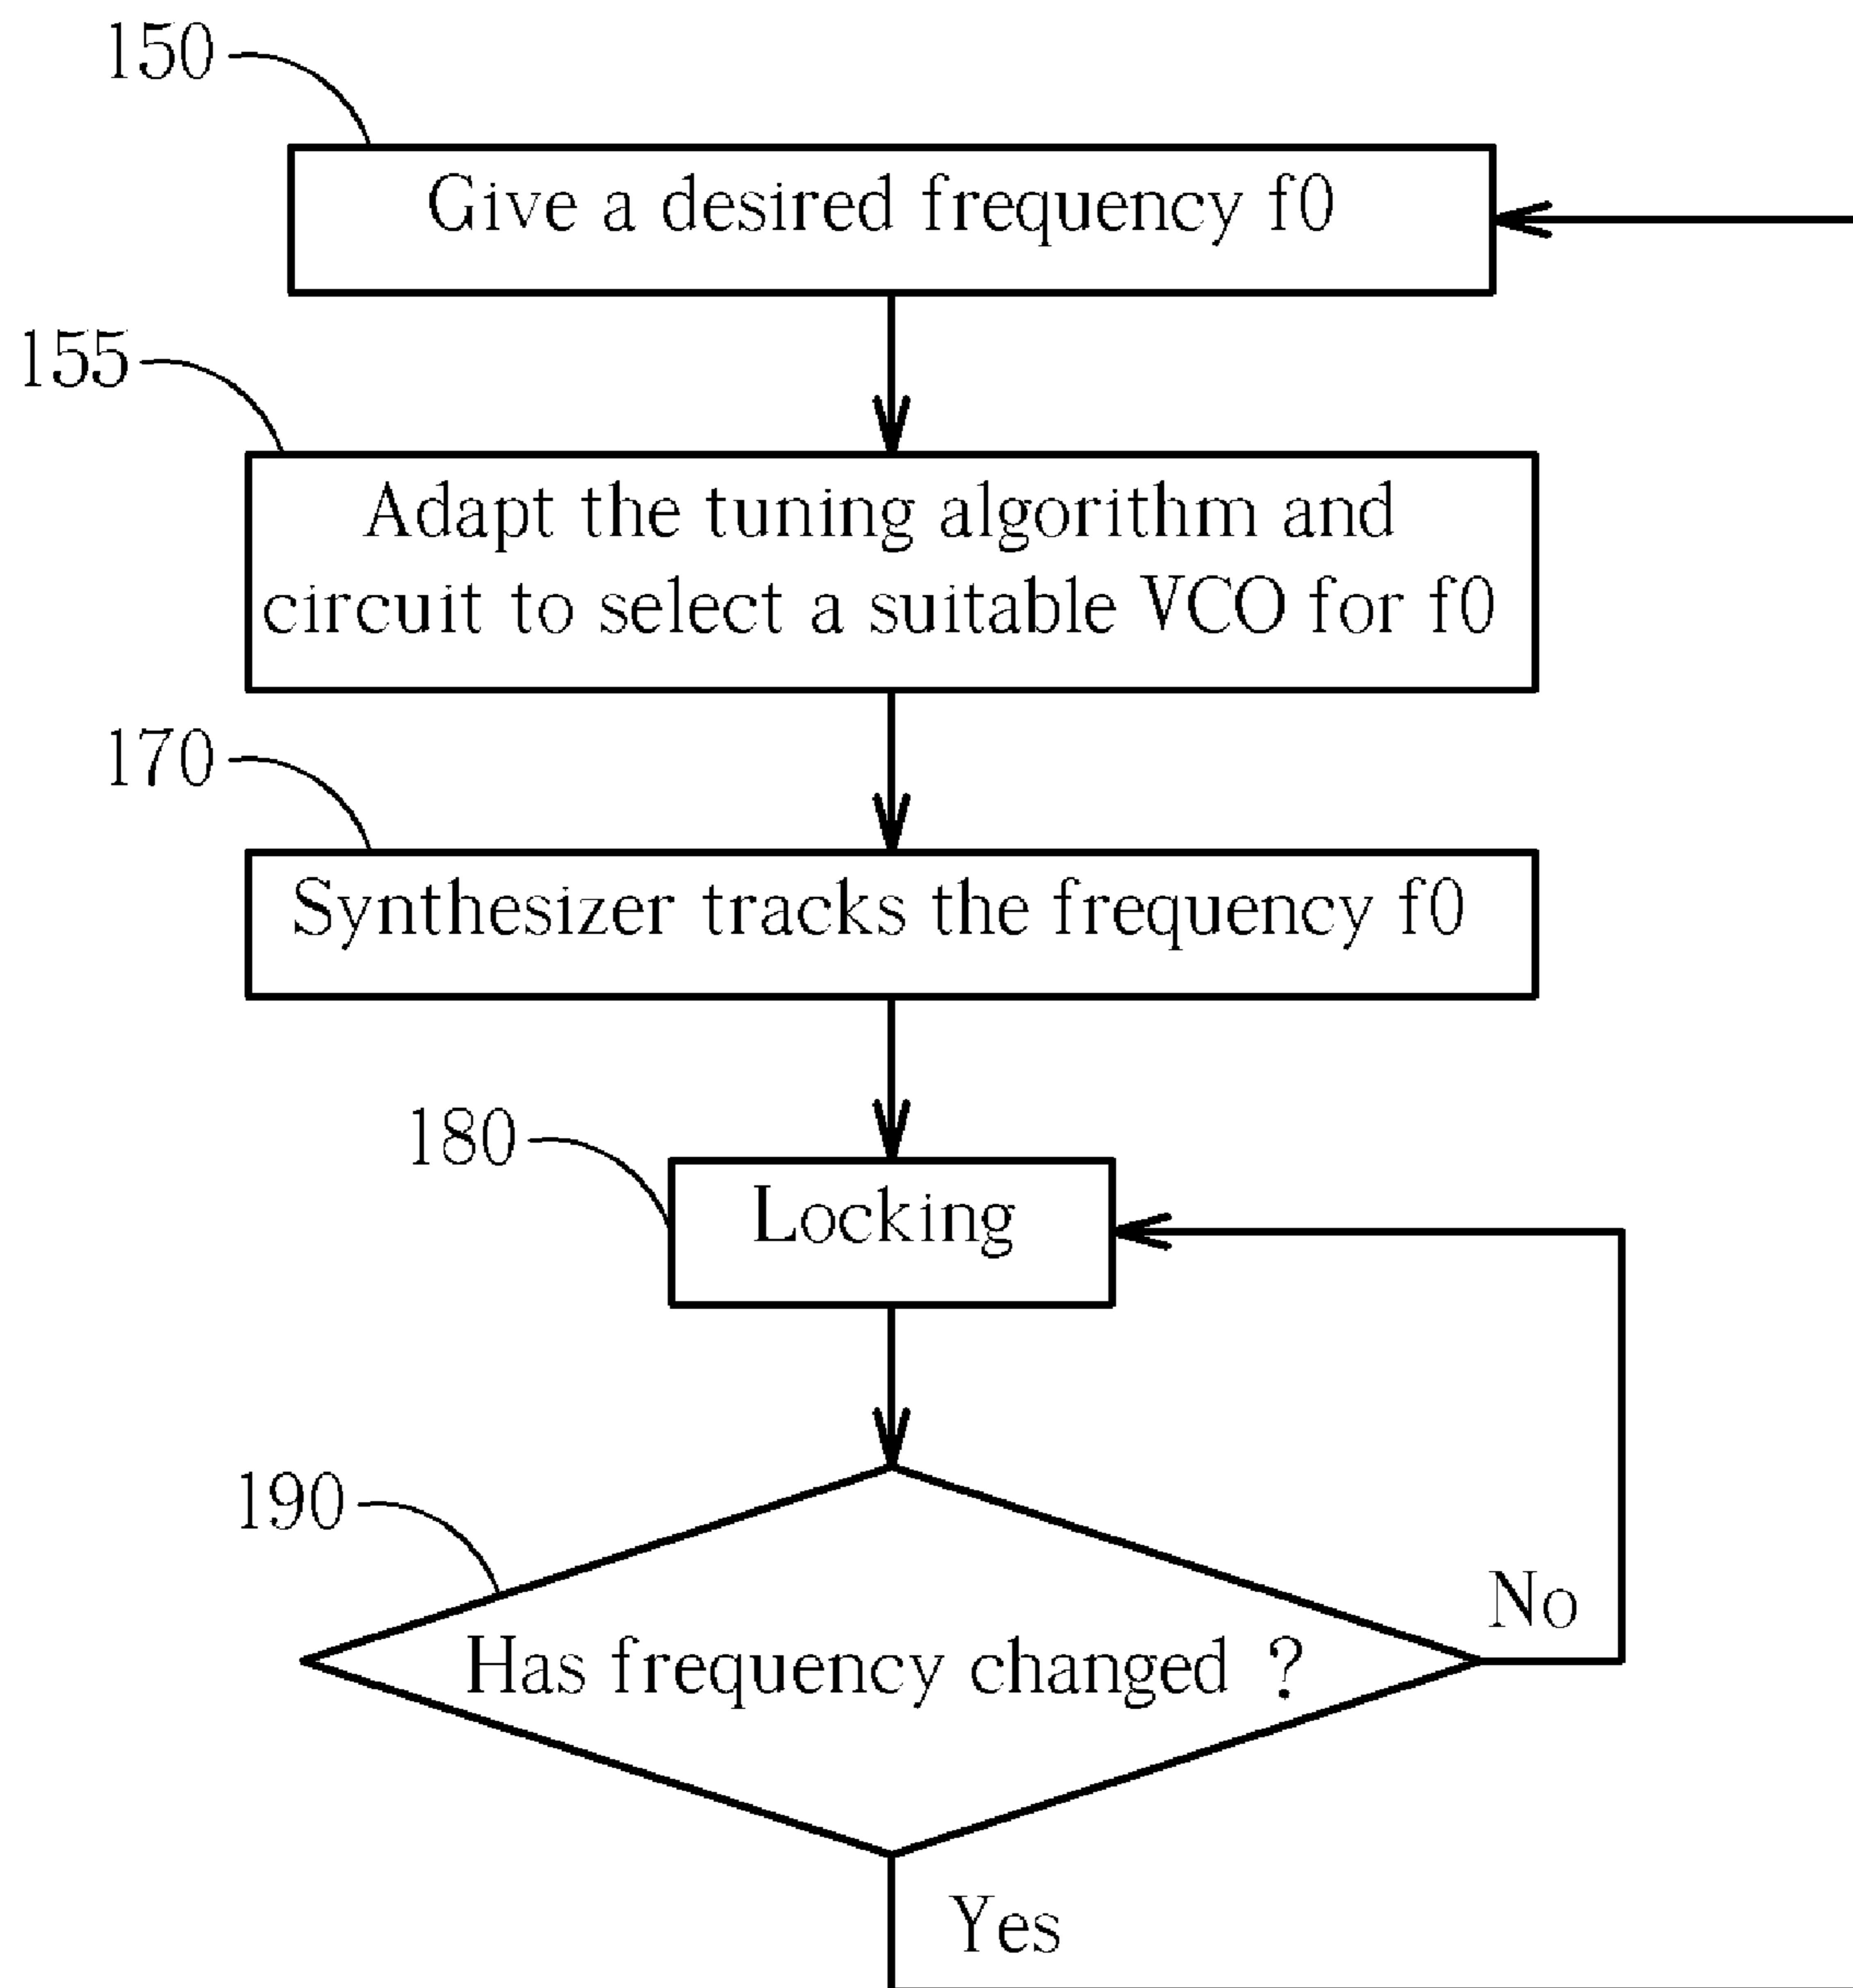 150
Give a desired frequency f0
155
Adapt the tuning algorithm and
circuit to select a suitable VCO for f0
170
Synthesizer tracks the frequency f0
180
Locking
190
No
Has frequency changed ?
Yes